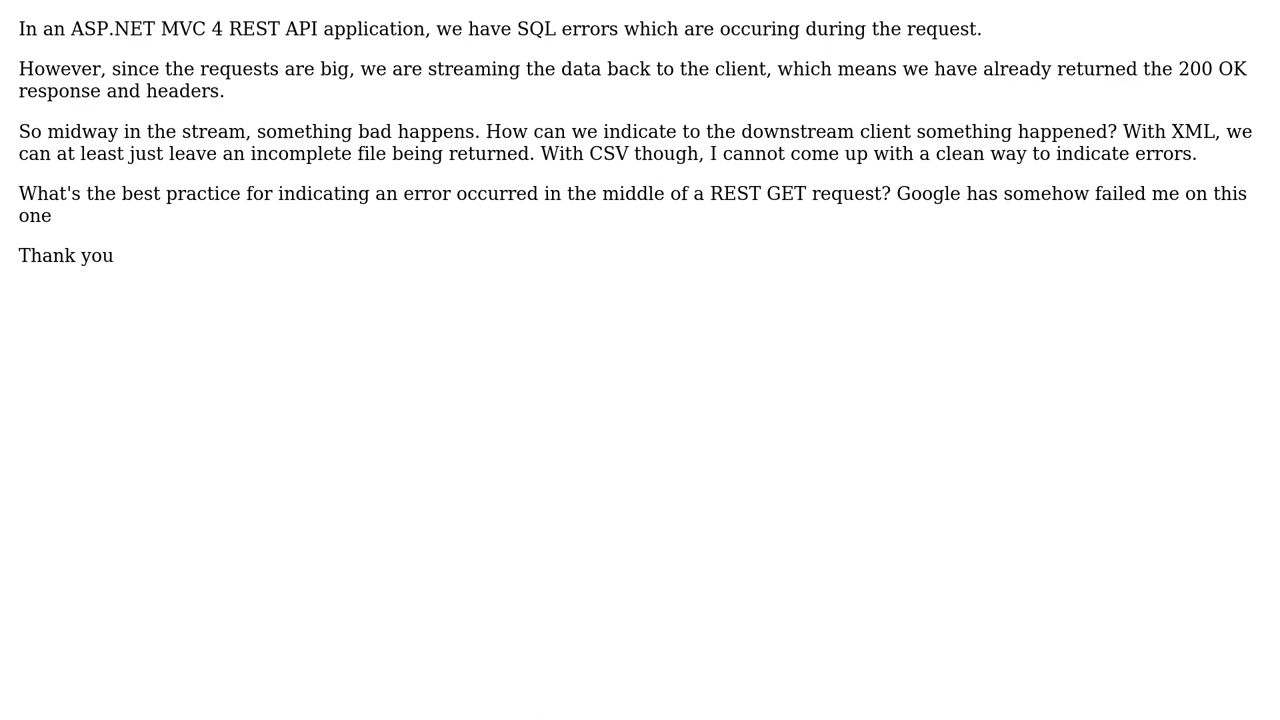 In an ASP.NET MVC 4 REST API application, we have SQL errors which are occuring during the request.
However, since the requests are big, we are streaming the data back to the client, which means we have already returned the 200 OK
response and headers.
So midway in the stream, something bad happens. How can we indicate to the downstream client something happened? With XML, we
can at least just leave an incomplete file being returned. With CSV though, I cannot come up with a clean way to indicate errors.
What's the best practice for indicating an error occurred in the middle of a REST GET request? Google has somehow failed me on this
one
Thank you